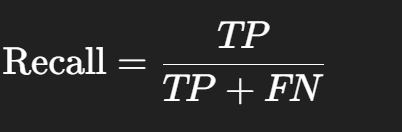 Recall = TP / TP + FN